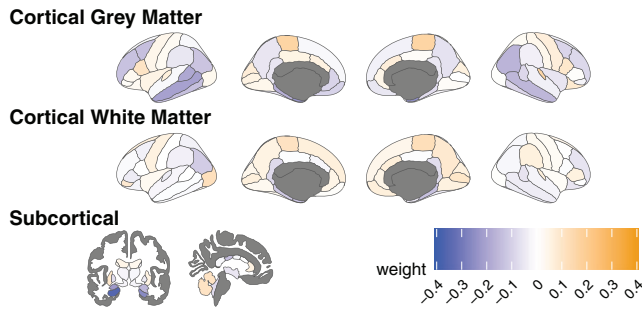 Cortical Grey Matter
Cortical White Matter
Subcortical
weight
−0.4
−0.3
−0.2
−0.1
0
0.1
0.2
0.3
0.4